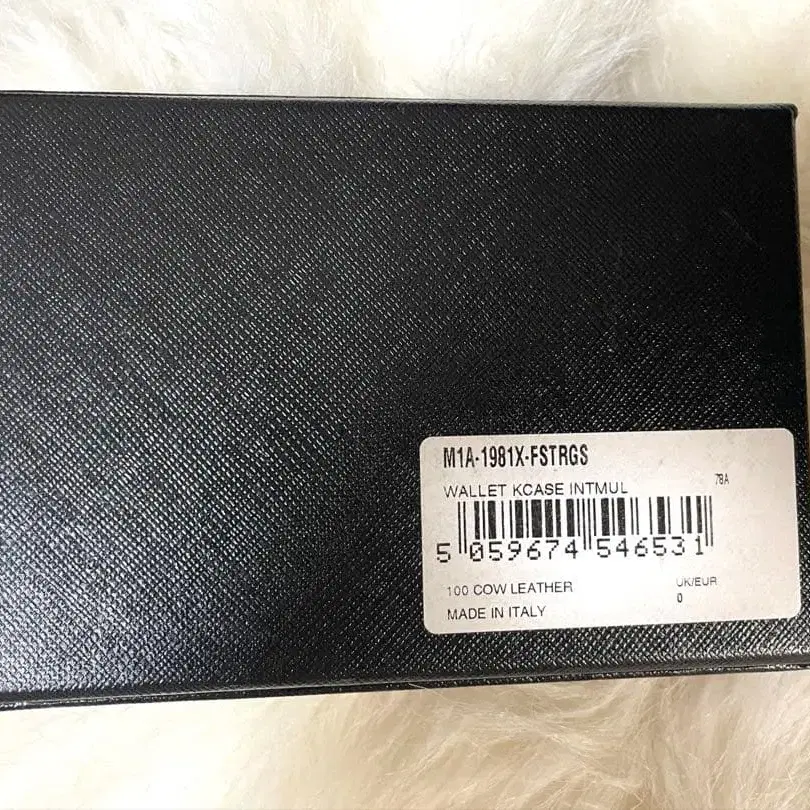 M1A-1981X-FSTRGS
WALLET KCASE INTMUL 78A
5 059674 546531
100 COW LEATHER UK/EUR
MADE IN ITALY 0